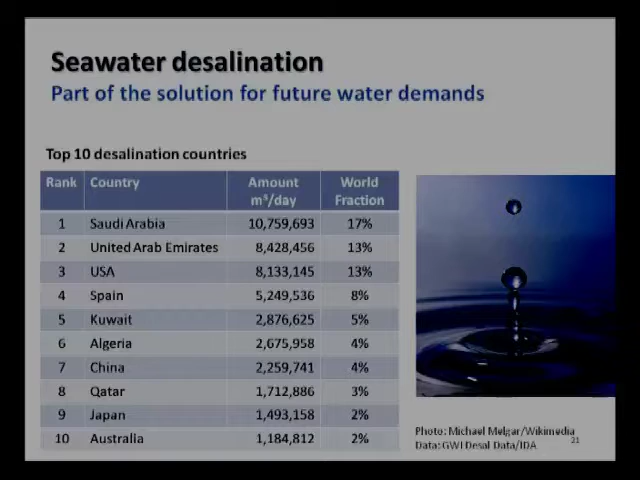 Seawater desalination
Part of the solution for future water demands
Top 10 desalination countries
Rank Country Amount m³/day World Fraction
1 Saudi Arabia 10,759,693 17%
2 United Arab Emirates 8,428,456 13%
3 USA 8,133,145 13%
4 Spain 5,249,536 8%
5 Kuwait 2,876,625 5%
6 Algeria 2,675,958 4%
7 China 2,259,741 4%
8 Qatar 1,712,886 3%
9 Japan 1,493,158 2%
10 Australia 1,184,812 2%
Photo: Michael Melgar/Wikimedia
Data: GWI Desal Data/IDA
21